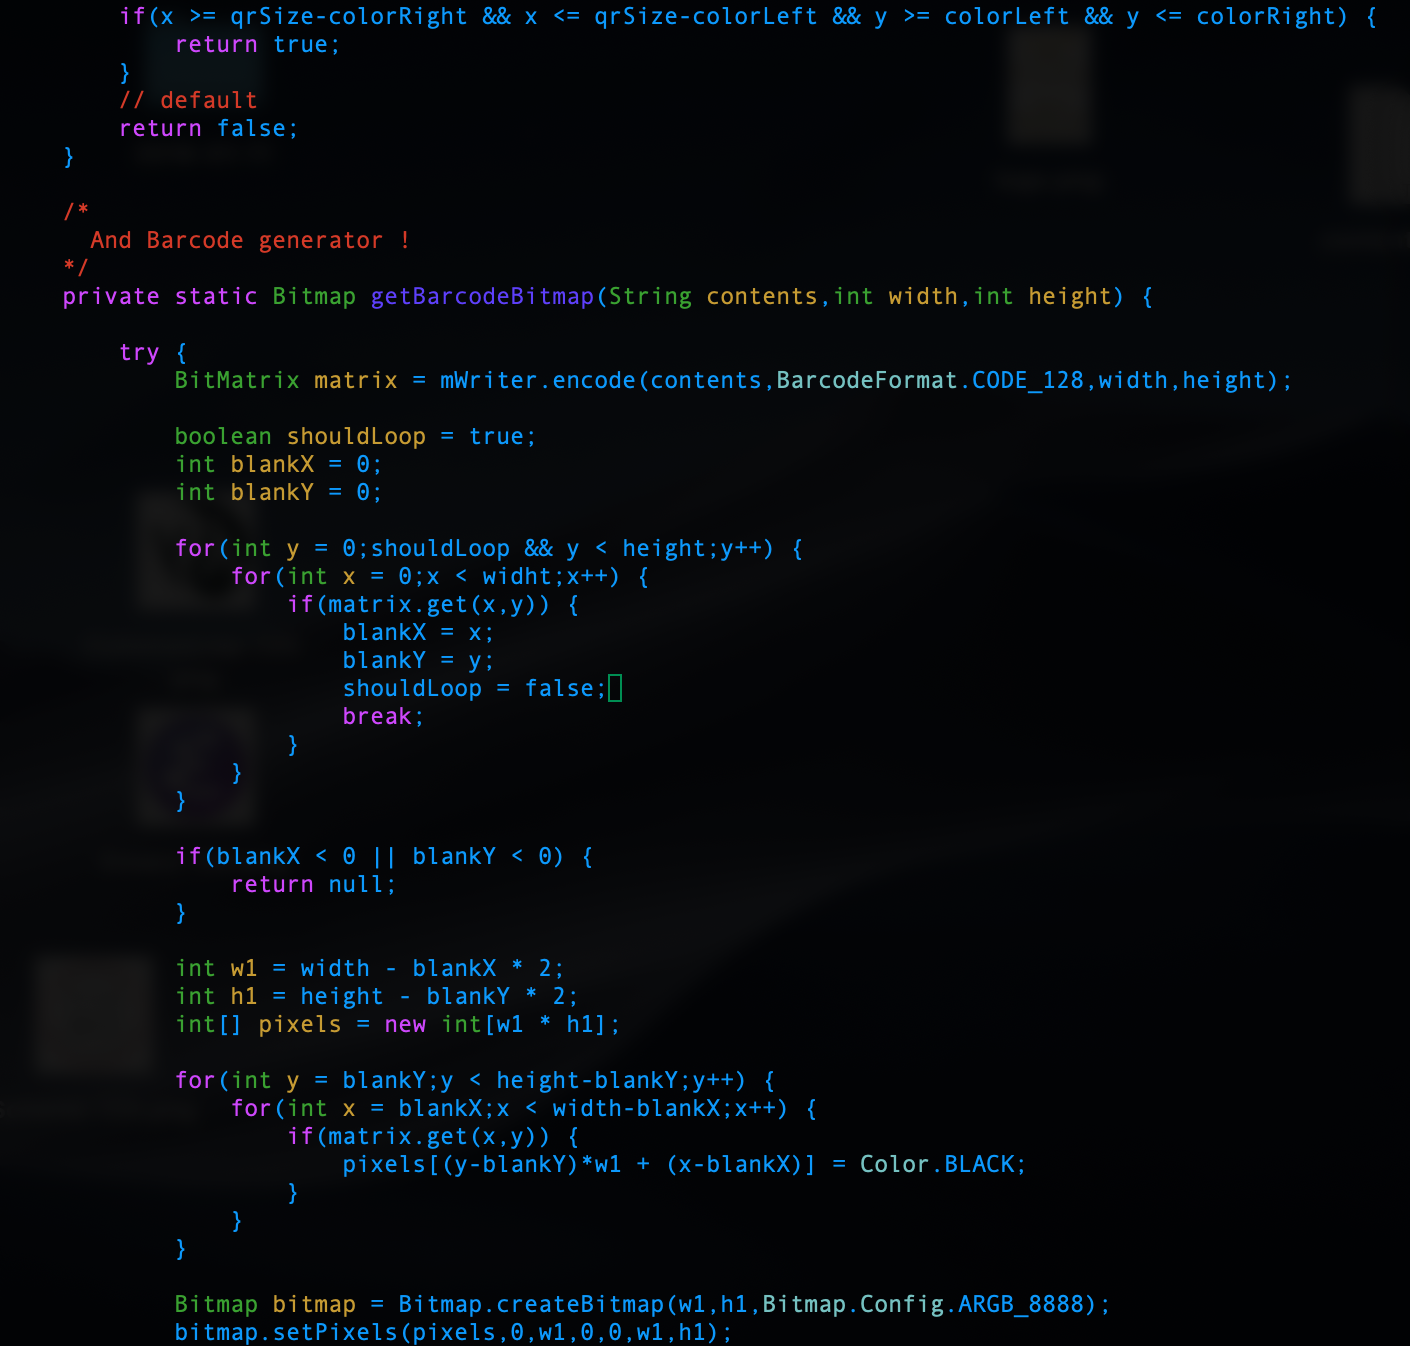 if(x >= qrSize-colorRight && x <= qrSize-colorLeft && y >= colorLeft && y <= colorRight) {
return true;
}
// default
return false;
}
/*
And Barcode generator !
*/
private static Bitmap getBarcodeBitmap(String contents,int width,int height) {
try {
BitMatrix matrix = mWriter.encode(contents,BarcodeFormat.CODE_128,width,height);
boolean shouldLoop = true;
int blankX = 0;
int blankY = 0;
for(int y = 0;shouldLoop && y < height;y++) {
for(int x = 0;x < widht;x++) {
if(matrix.get(x,y)) {
blankX = x;
blankY = y;
shouldLoop = false;
break;
}
}
}
if(blankX < 0 || blankY < 0) {
return null;
}
int w1 = width - blankX * 2;
int h1 = height - blankY * 2;
int[] pixels = new int[w1 * h1];
for(int y = blankY;y < height-blankY;y++) {
for(int x = blankX;x < width-blankX;x++) {
if(matrix.get(x,y)) {
pixels[(y-blankY)*w1 + (x-blankX)] = Color.BLACK;
}
}
}
Bitmap bitmap = Bitmap.createBitmap(w1,h1,Bitmap.Config.ARGB_8888);
bitmap.setPixels(pixels,0,w1,0,0,w1,h1);